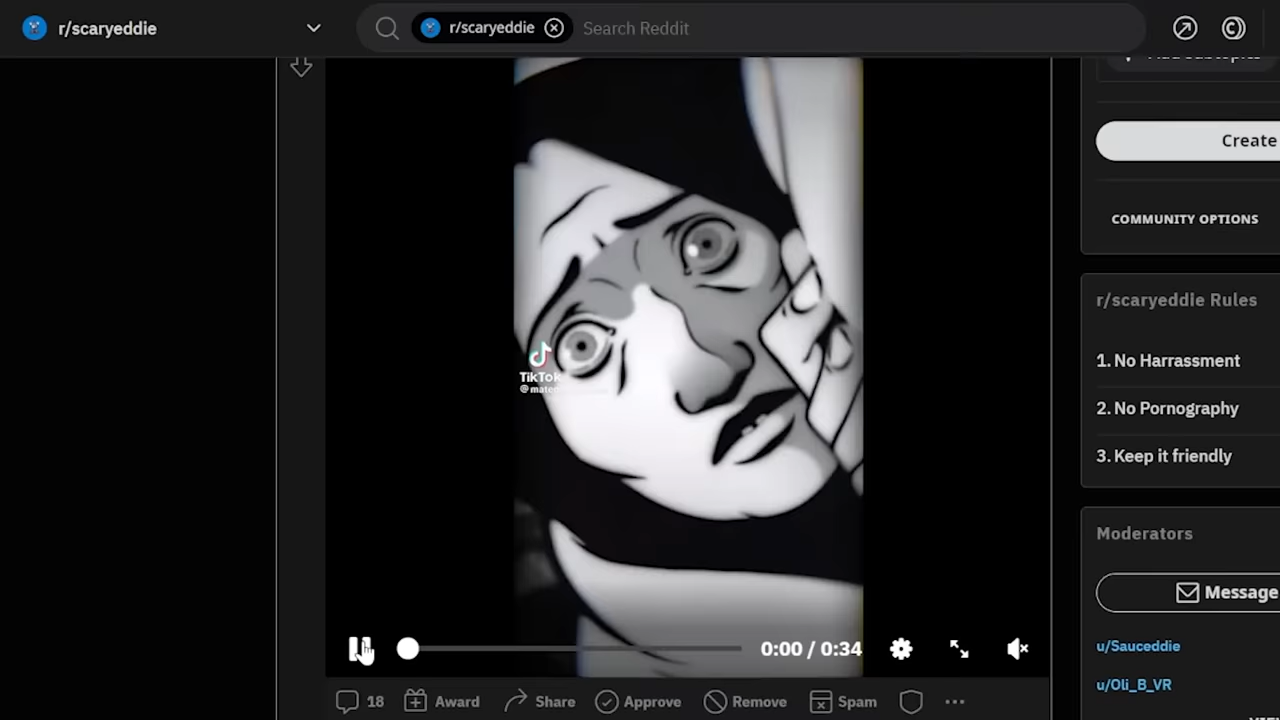 r/scaryeddie
r/scaryeddie
Search Reddit
Create
COMMUNITY OPTIONS
r/scaryeddie Rules
1. No Harrassment
2. No Pornography
3. Keep it friendly
Moderators
Message
u/Sauceddie
u/Oli_B_VR
TikTok
0:00 / 0:34
18
Award
Share
Approve
Remove
Spam